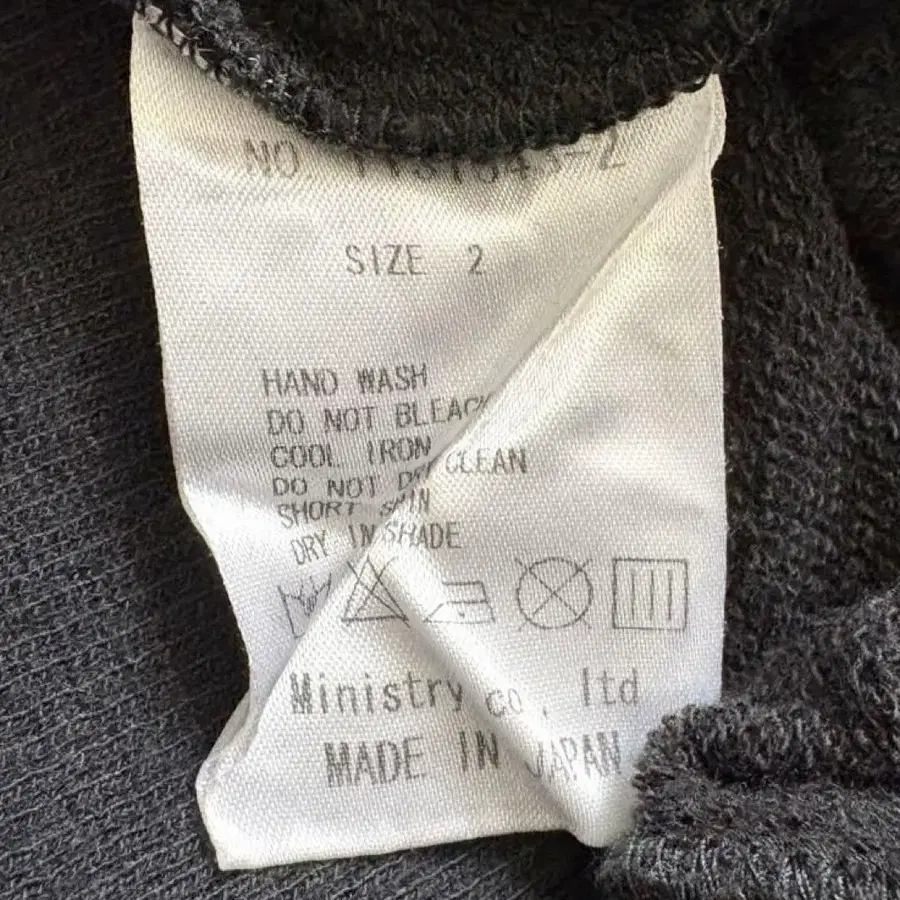 NO
SIZE 2
HAND WASH
DO NOT BLEACH
COOL IRON
DO NOT DRY CLEAN
SHORT SPIN
DRY IN SHADE
Ministry co., ltd
MADE IN JAPAN